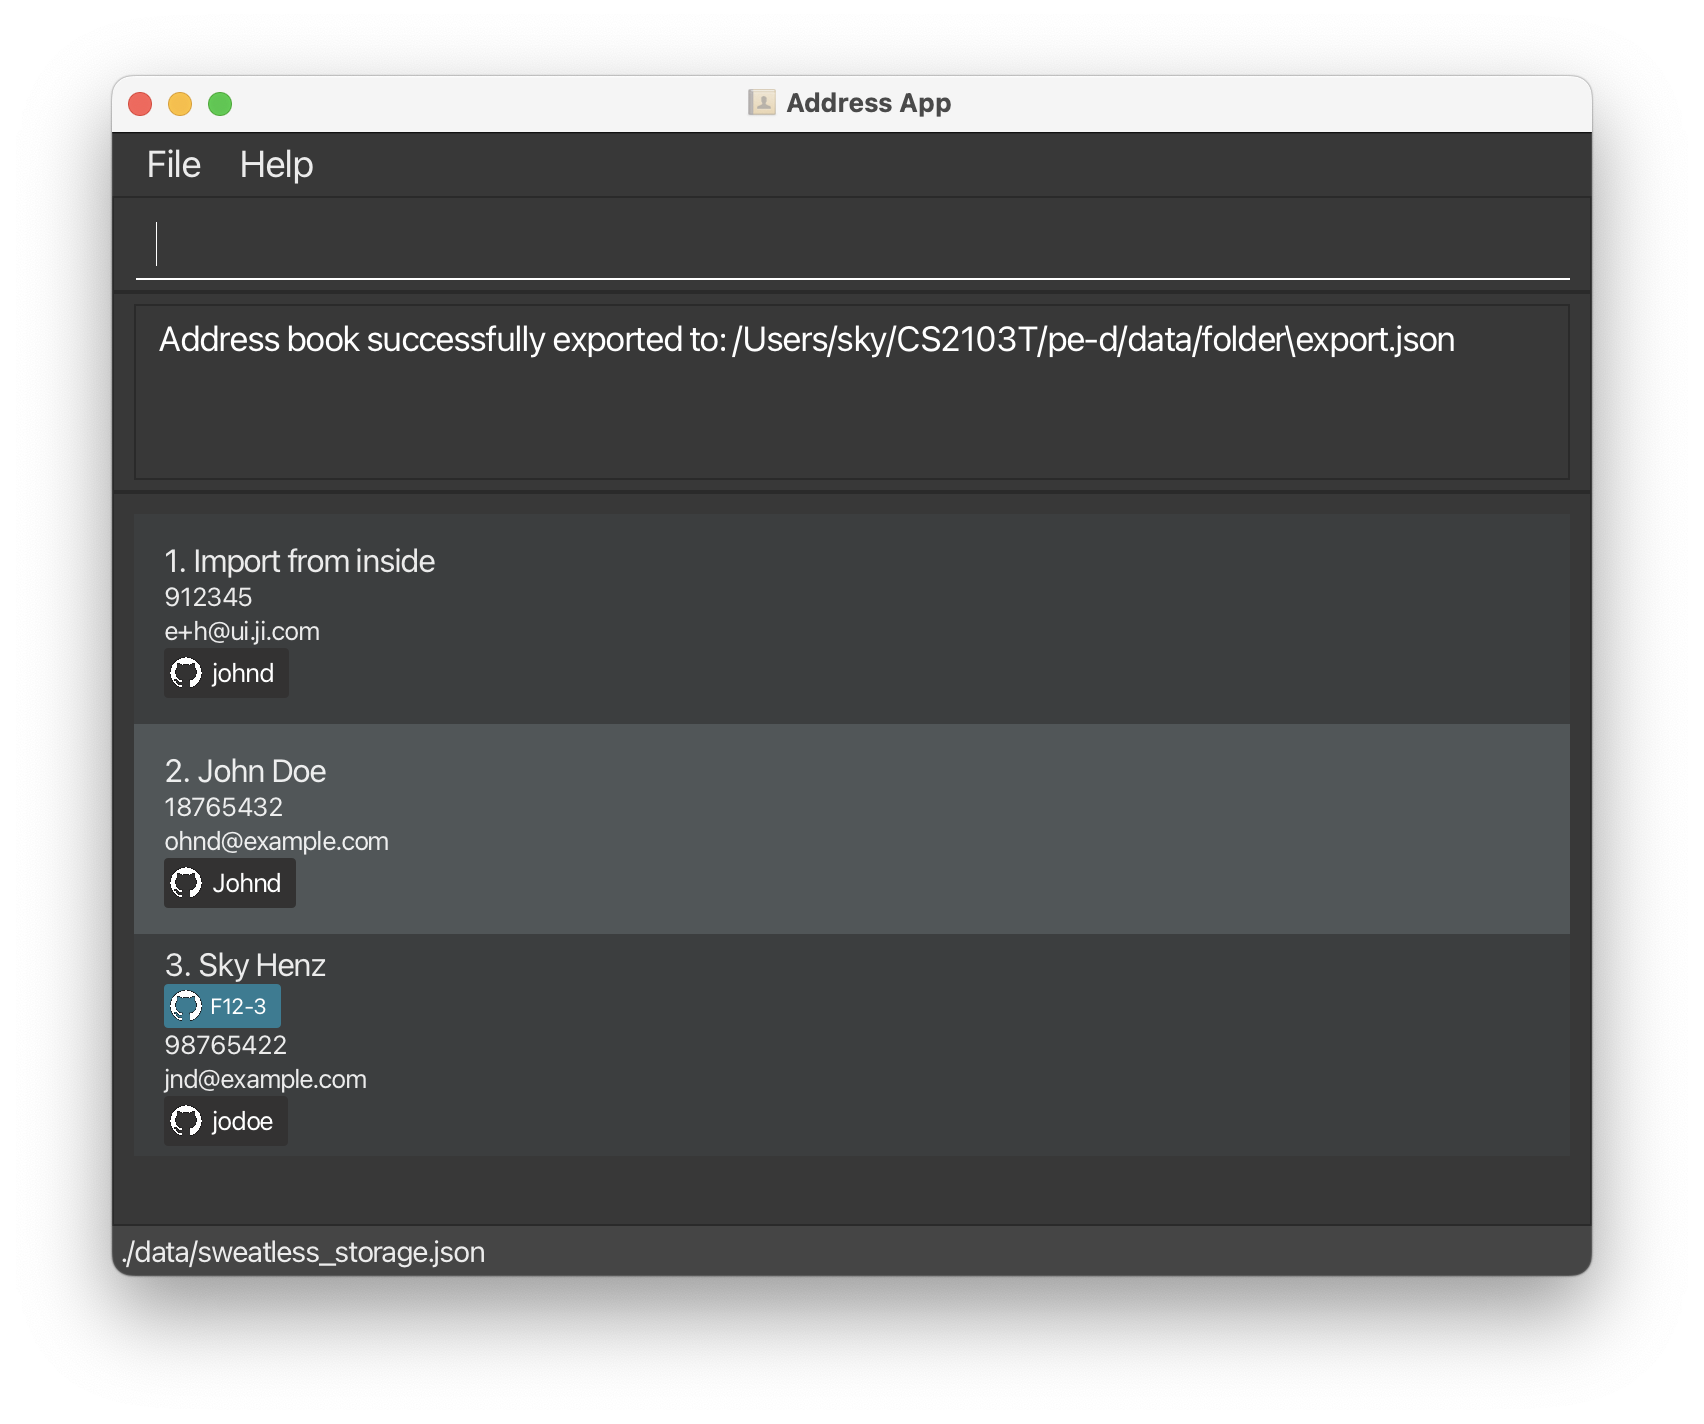 Address App
File Help
Address book successfully exported to: /Users/sky/CS2103T/pe-d/data/folder\export.json
1. Import from inside
912345
e+h@ui.ji.com
johnd
2. John Doe
18765432
ohnd@example.com
Johnd
3. Sky Henz
F12-3
98765422
jnd@example.com
jodoe
./data/sweatless_storage.json